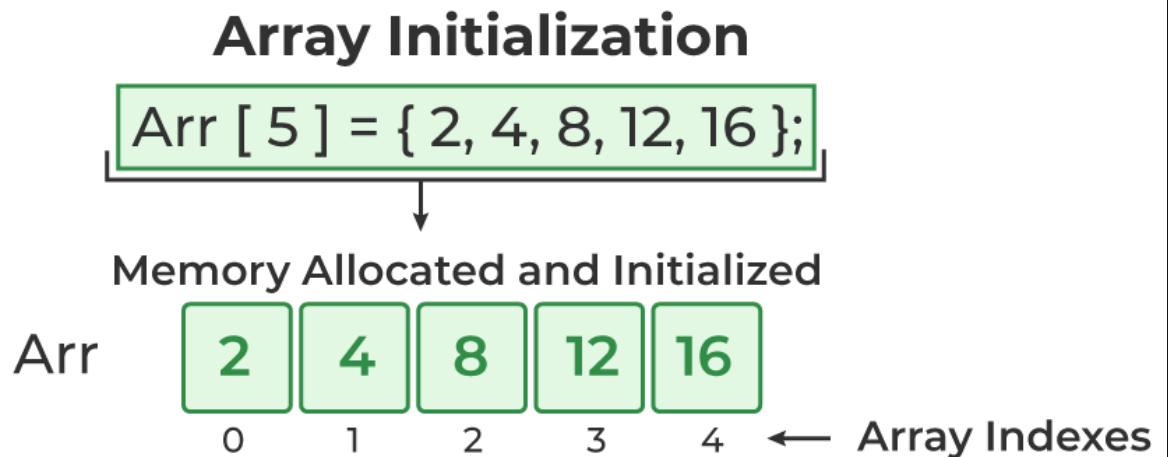 Array Initialization
Arr [ 5 ] = { 2, 4, 8, 12, 16 };
Memory Allocated and Initialized
Arr 2 4 8 12 16
0 1 2 3 4 Array Indexes